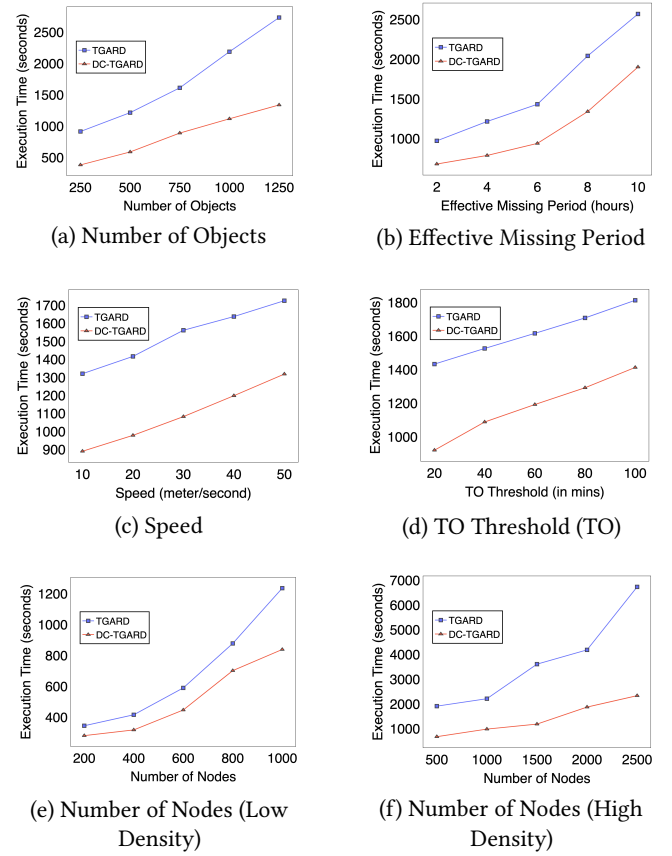 Execution Time (seconds)
2500
2000
1500
1000
500
TGARD
DC-TGARD
250 500 750 1000 1250
Number of Objects
(a) Number of Objects
Execution Time (seconds)
2500
2000
1500
1000
TGARD
DC-TGARD
2 4 6 8 10
Effective Missing Period (hours)
(b) Effective Missing Period
Execution Time (seconds)
1700
1600
1500
1400
1300
1200
1100
1000
900
TGARD
DC-TGARD
10 20 30 40 50
Speed (meter/second)
(c) Speed
Execution Time (seconds)
1800
1600
1400
1200
1000
TGARD
DC-TGARD
20 40 60 80 100
TO Threshold (in mins)
(d) TO Threshold (TO)
Execution Time (seconds)
1200
1000
800
600
400
TGARD
DC-TGARD
200 400 600 800 1000
Number of Nodes
(e) Number of Nodes (Low
Density)
Execution Time (seconds)
7000
6000
5000
4000
3000
2000
1000
TGARD
DC-TGARD
500 1000 1500 2000 2500
Number of Nodes
(f) Number of Nodes (High
Density)